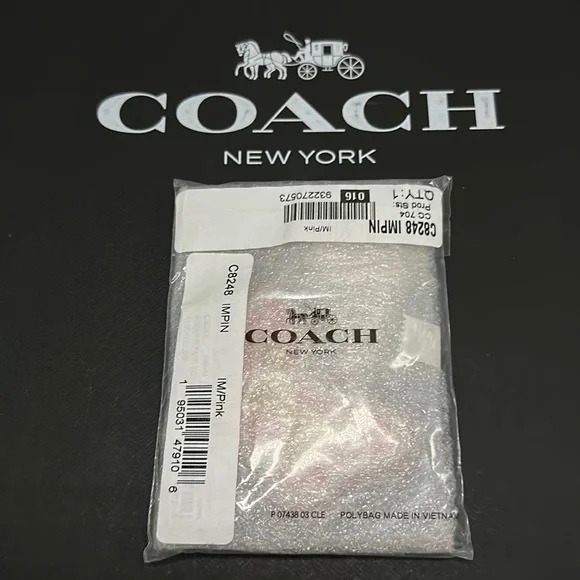 COACH
NEW YORK
C8248 IMPIN
IM/Pink
CC 704
Prod Sts:
QTY:1
016
932270573
C8248 IMPIN
IM/Pink
1 95031 47910 6
COACH
NEW YORK
P 07438 03 CLE
POLYBAG MADE IN VIETNAM